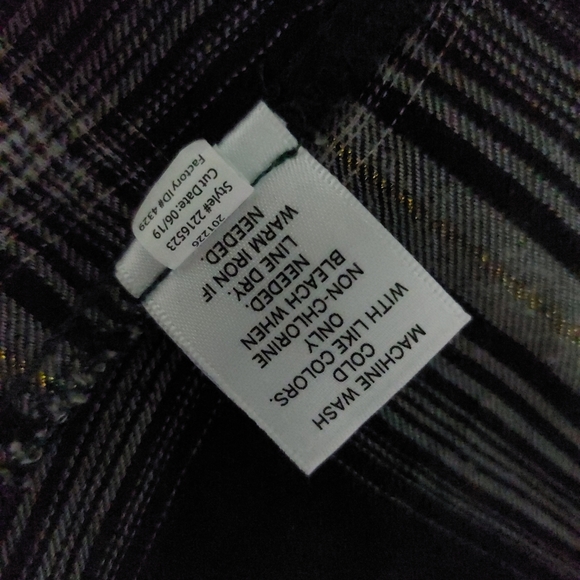 MACHINE WASH
COLD
WITH LIKE COLORS.
ONLY
NON-CHLORINE
BLEACH WHEN
NEEDED.
LINE DRY.
WARM IRON IF
NEEDED.
201226
Style# 2216523
Cut Date: 06/19
Factory ID# 4329